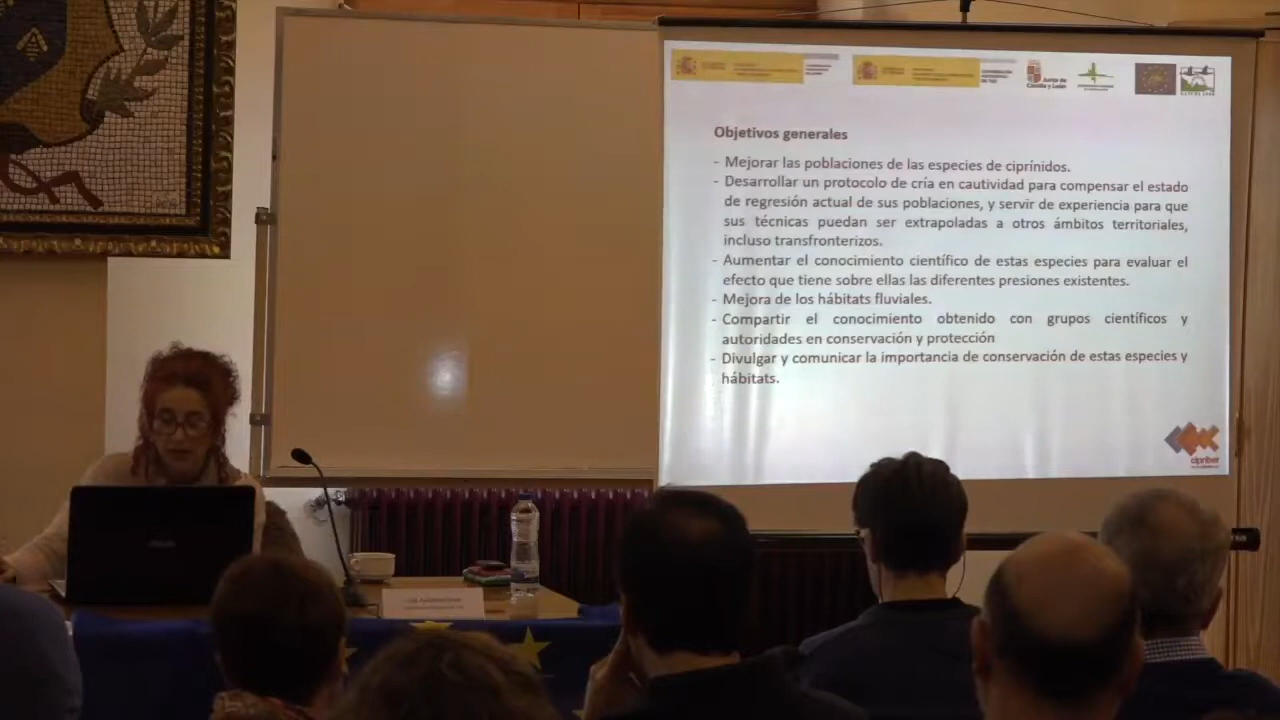 Junta de
Castilla y León
Objetivos generales
- Mejorar las poblaciones de las especies de ciprínidos.
- Desarrollar un protocolo de cría en cautividad para compensar el estado
de regresión actual de sus poblaciones, y servir de experiencia para que
sus técnicas puedan ser extrapoladas a otros ámbitos territoriales,
incluso transfronterizos.
- Aumentar el conocimiento científico de estas especies para evaluar el
efecto que tiene sobre ellas las diferentes presiones existentes.
- Mejora de los hábitats fluviales.
- Compartir el conocimiento obtenido con grupos científicos y
autoridades en conservación y protección
- Divulgar y comunicar la importancia de conservación de estas especies y
hábitats.
cipriber